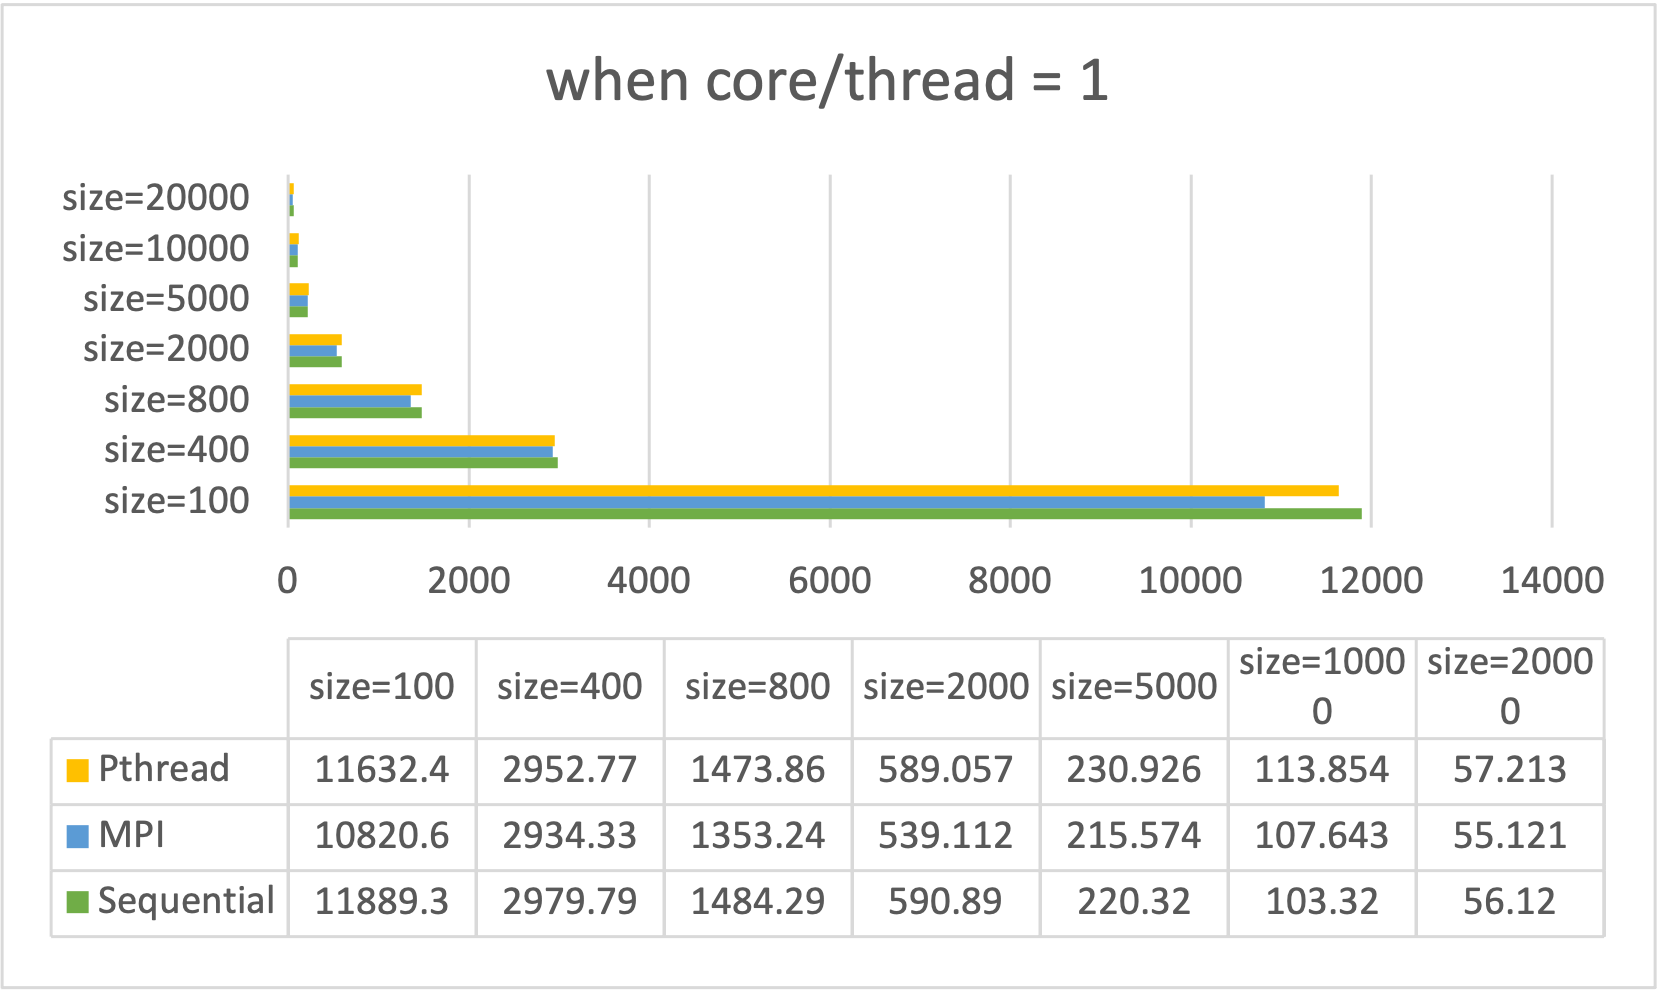 when core/thread = 1
size=20000
size=10000
size=5000
size=2000
size=800
size=400
size=100
0 2000 4000 6000 8000 10000 12000 14000
size=100 size=400 size=800 size=2000 size=5000 size=1000 size=2000
0 0
Pthread 11632.4 2952.77 1473.86 589.057 230.926 113.854 57.213
MPI 10820.6 2934.33 1353.24 539.112 215.574 107.643 55.121
Sequential 11889.3 2979.79 1484.29 590.89 220.32 103.32 56.12